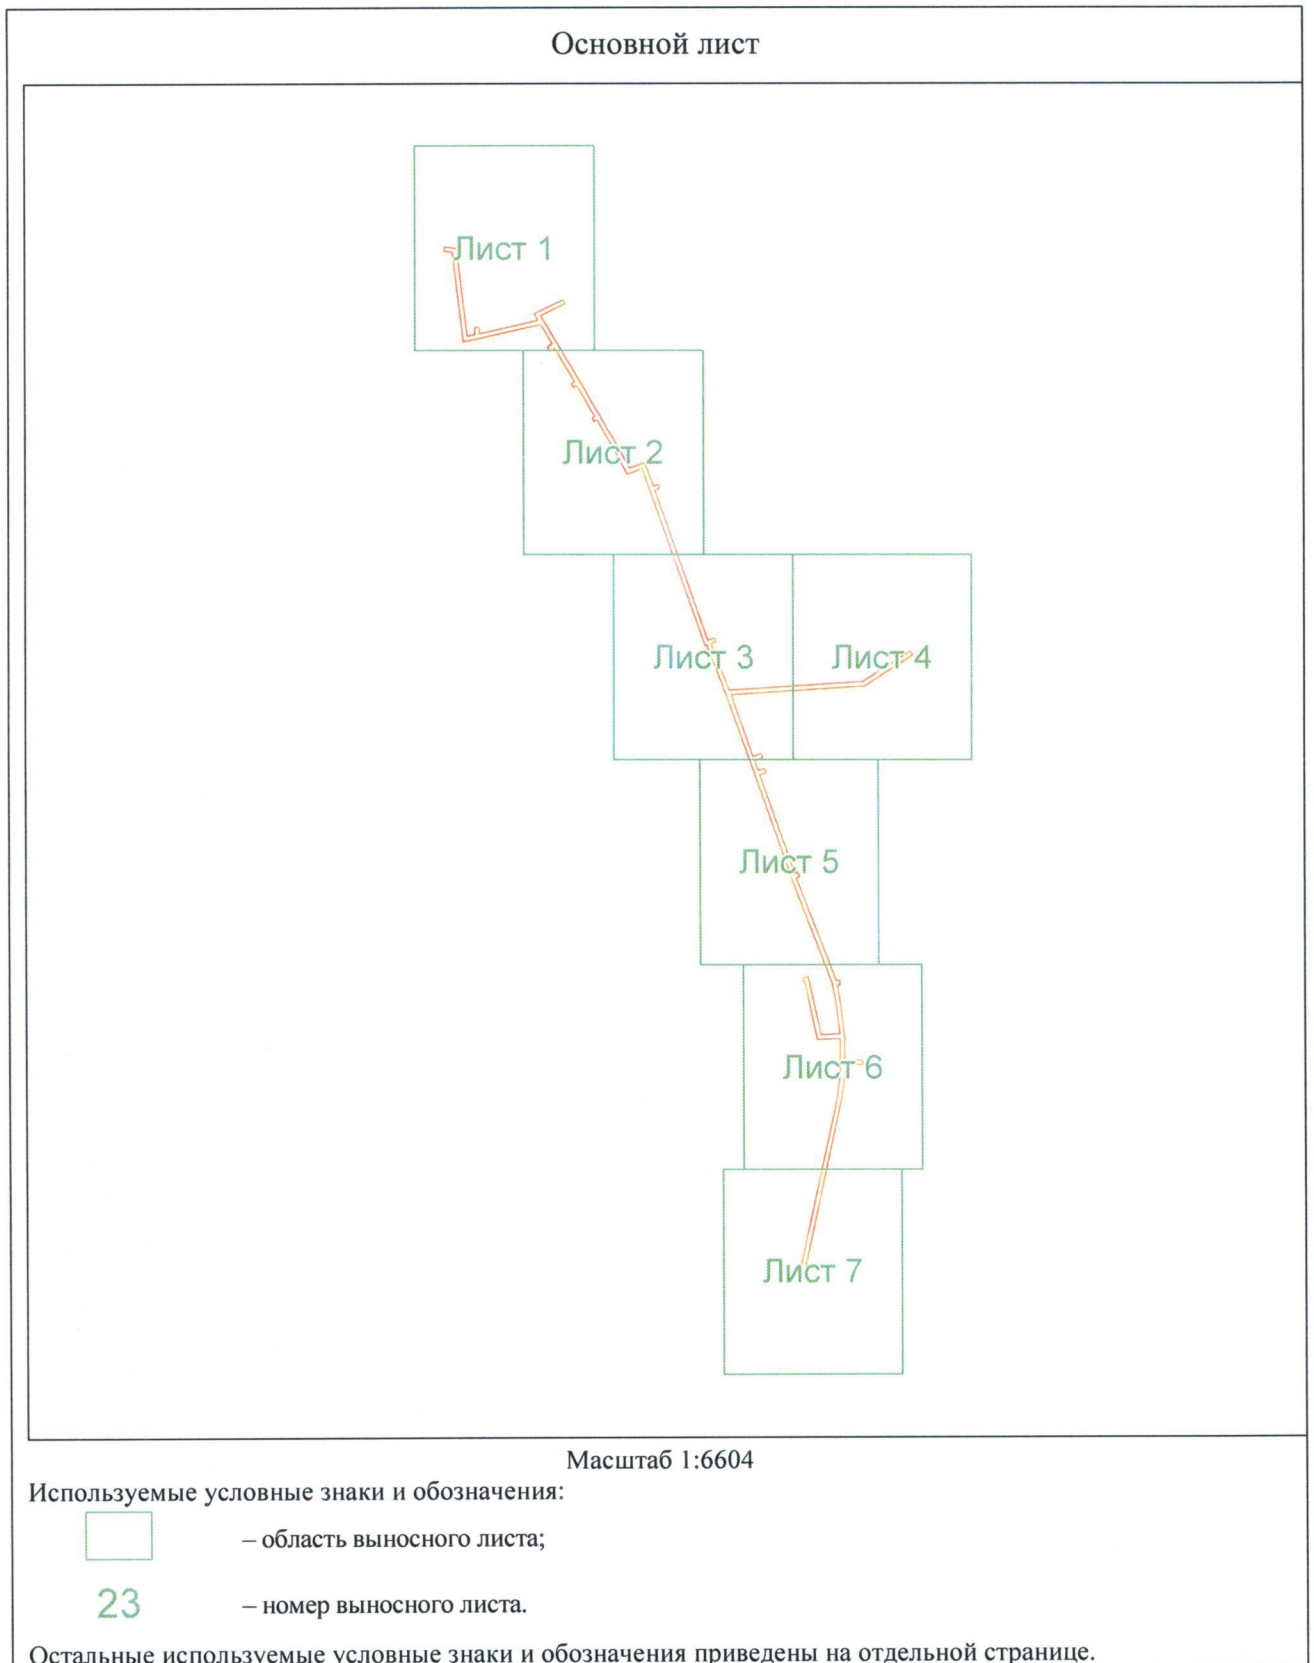 Основной лист
Лист 1
Лист 2
Лист 3
Лист 4
Лист 5
Лист 6
Лист 7
Масштаб 1:6604
Используемые условные знаки и обозначения:
– область выносного листа;
23 – номер выносного листа.
Остальные используемые условные знаки и обозначения приведены на отдельной странице.